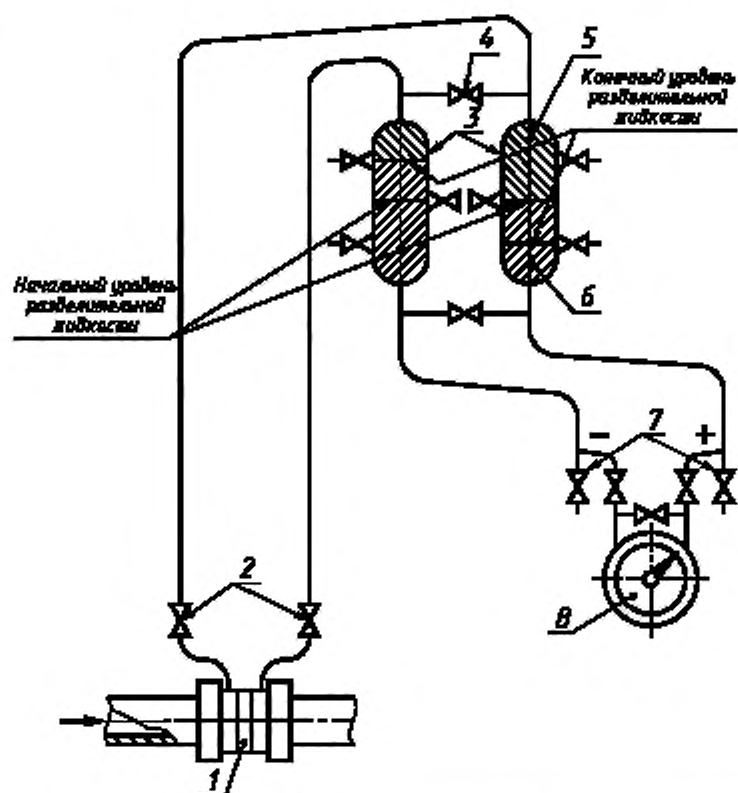 4
5
Конечный уровень
разделительной
жидкости
3
Начальный уровень
разделительной
жидкости
6
− 7 +
2
8
1